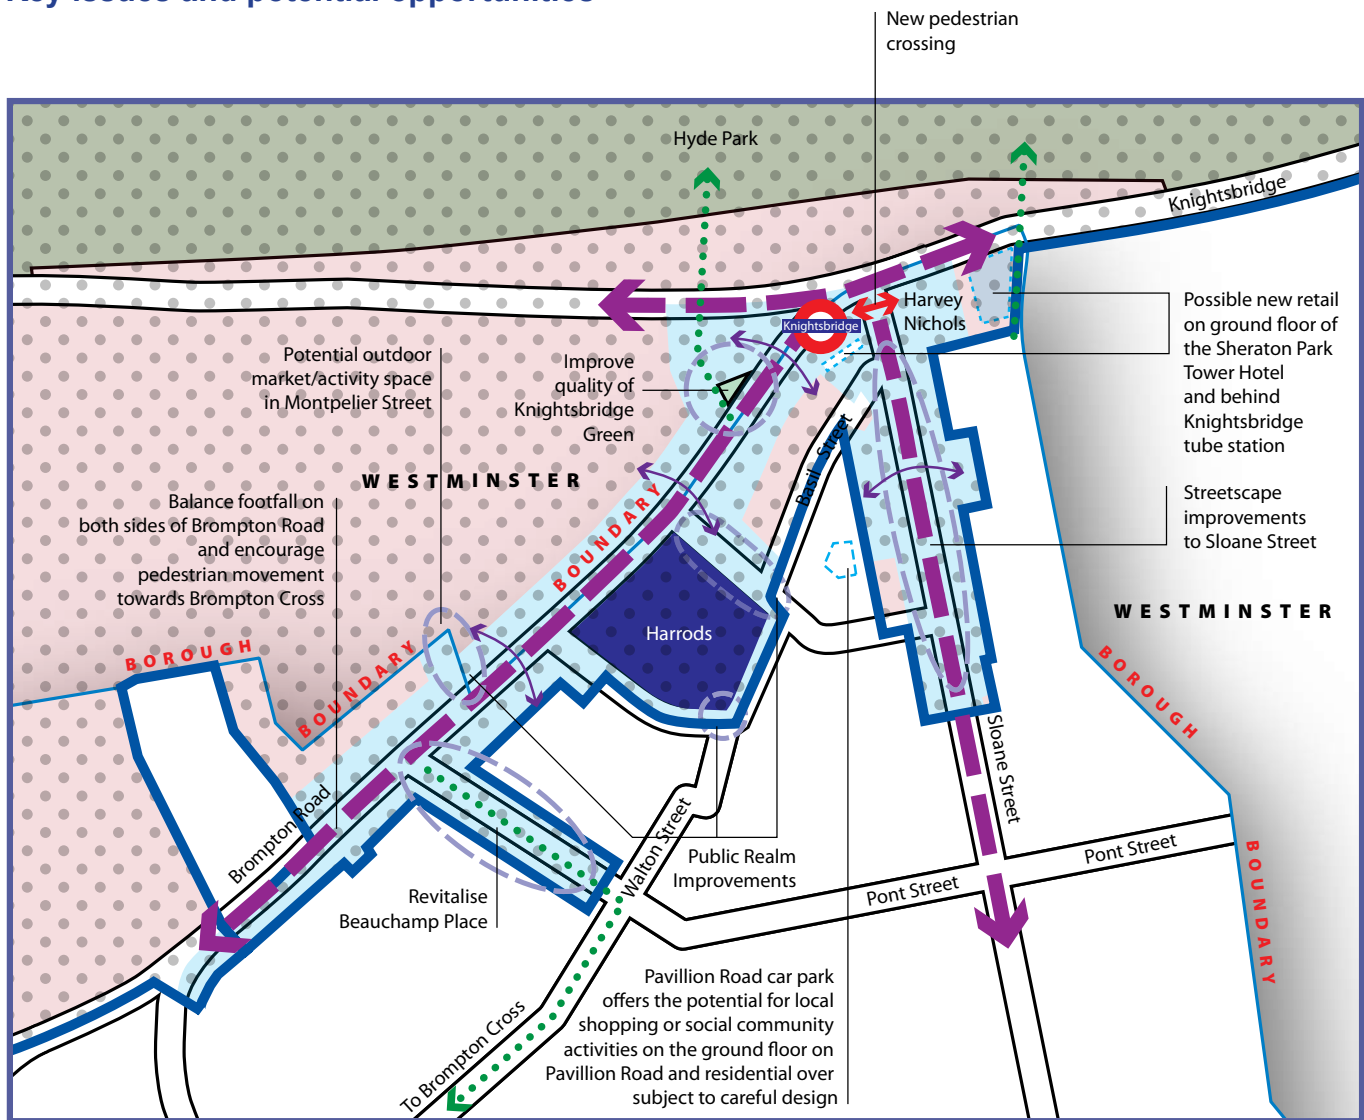 Key issues and potential opportunities
New pedestrian
crossing
Hyde Park
Knightsbridge
Harvey
Nichols
Knightsbridge
Possible new retail
on ground floor of
the Sheraton Park
Tower Hotel
and behind
Knightsbridge
tube station
Potential outdoor
market/activity space
in Montpelier Street
Improve
quality of
Knightsbridge
Green
WESTMINSTER
Basil Street
Balance footfall on
both sides of Brompton Road
and encourage
pedestrian movement
towards Brompton Cross
BOUNDARY
Streetscape
improvements
to Sloane Street
WESTMINSTER
Harrods
BOROUGH
BOUNDARY
BOROUGH
Sloane Street
Brompton Road
Walton Street
Public Realm
Improvements
Pont Street
Pont Street
BOUNDARY
Revitalise
Beauchamp Place
Pavillion Road car park
offers the potential for local
shopping or social community
activities on the ground floor on
Pavillion Road and residential over
subject to careful design
To Brompton Cross